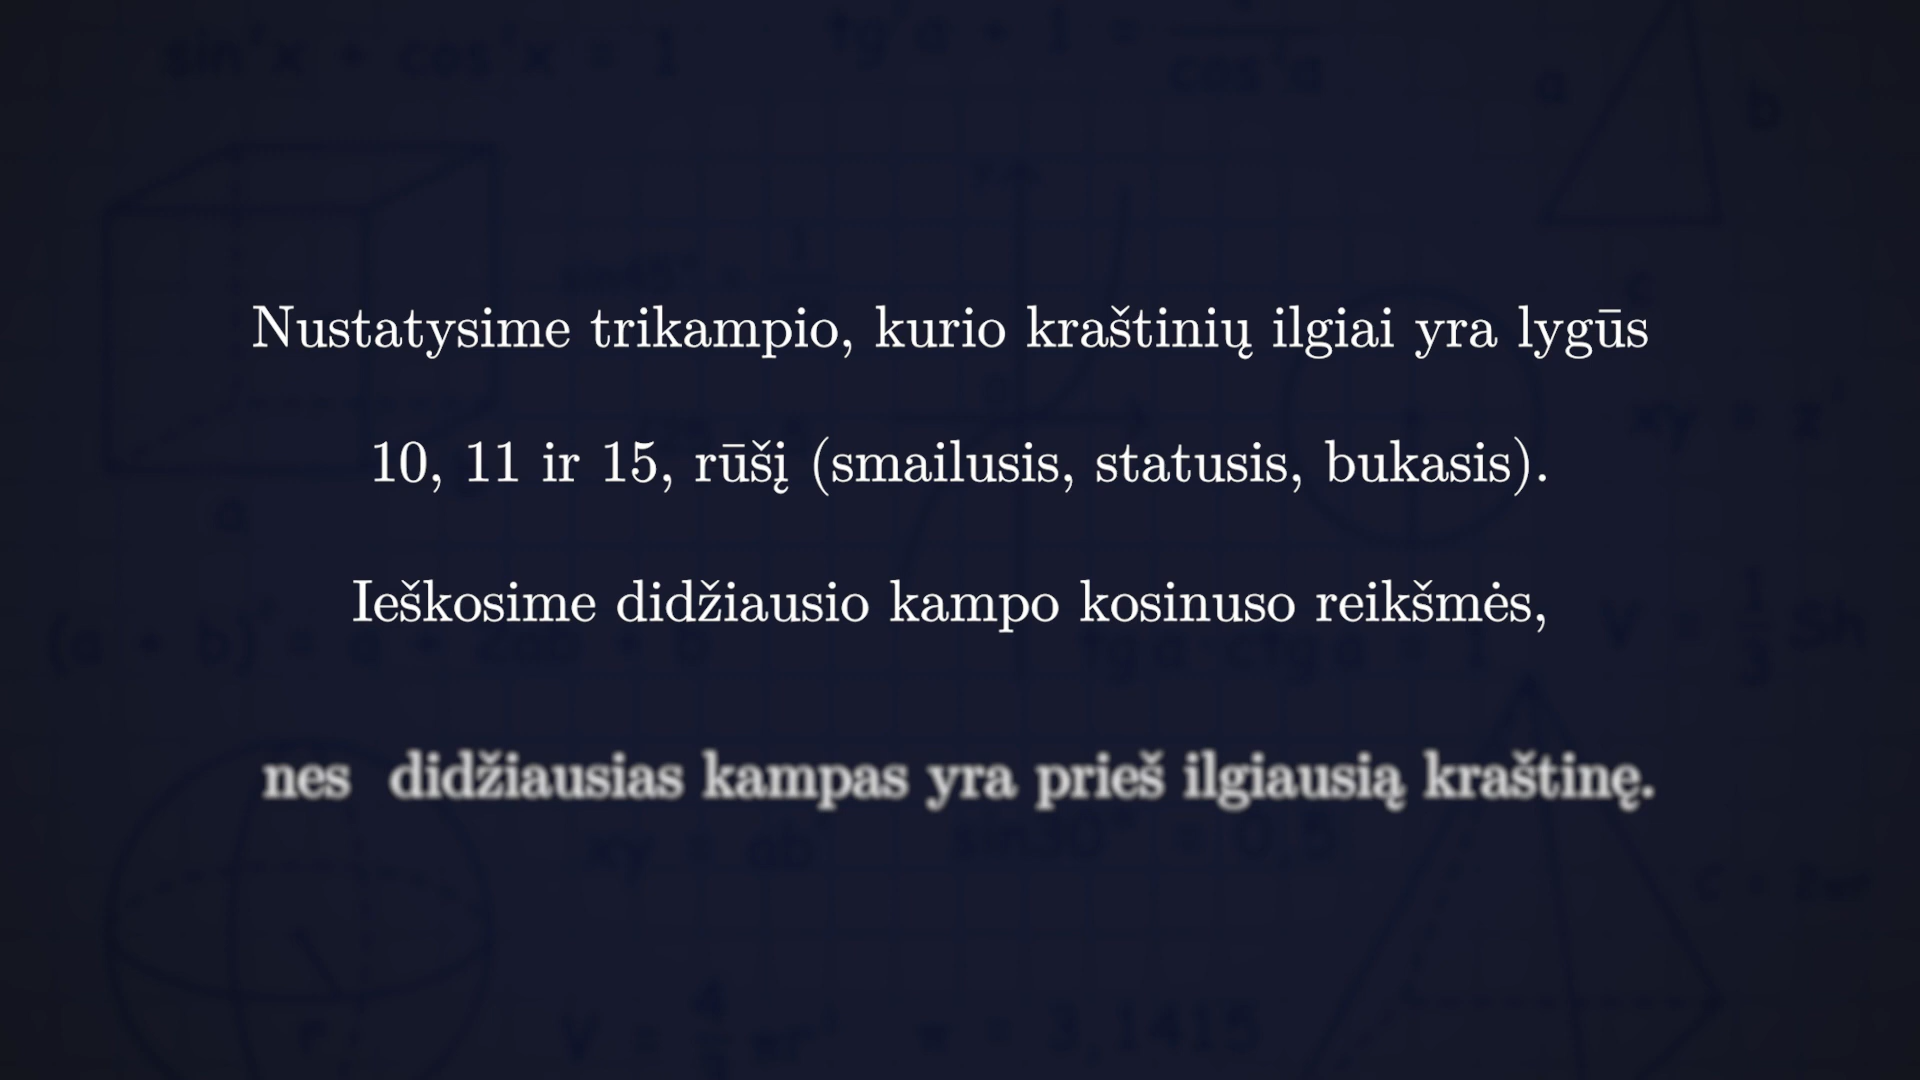 Nustatysime trikampio, kurio kraštinių ilgiai yra lygūs
10, 11 ir 15, rūšį (smailusis, statusis, bukasis).
Ieškosime didžiausio kampo kosinuso reikšmės,
nes didžiausias kampas yra prieš ilgiausią kraštinę.